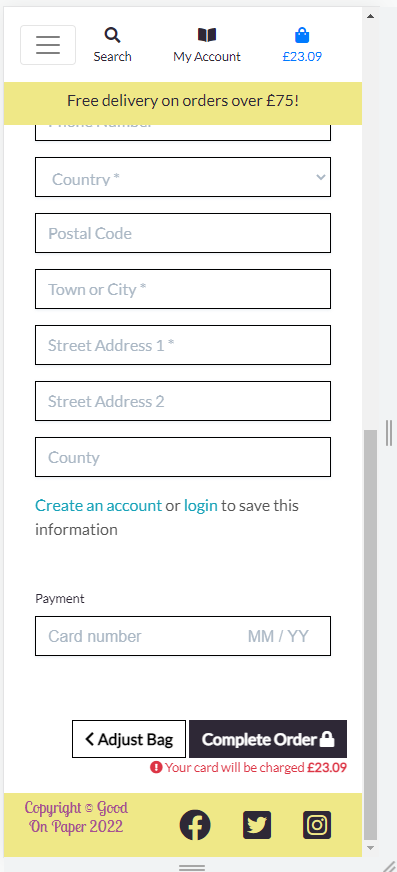 Search
My Account
£23.09
Free delivery on orders over £75!
Phone Number
Country *
Postal Code
Town or City *
Street Address 1 *
Street Address 2
County
Create an account or login to save this
information
Payment
Card number MM / YY
Adjust Bag
Complete Order
Your card will be charged £23.09
Copyright © Good
On Paper 2022